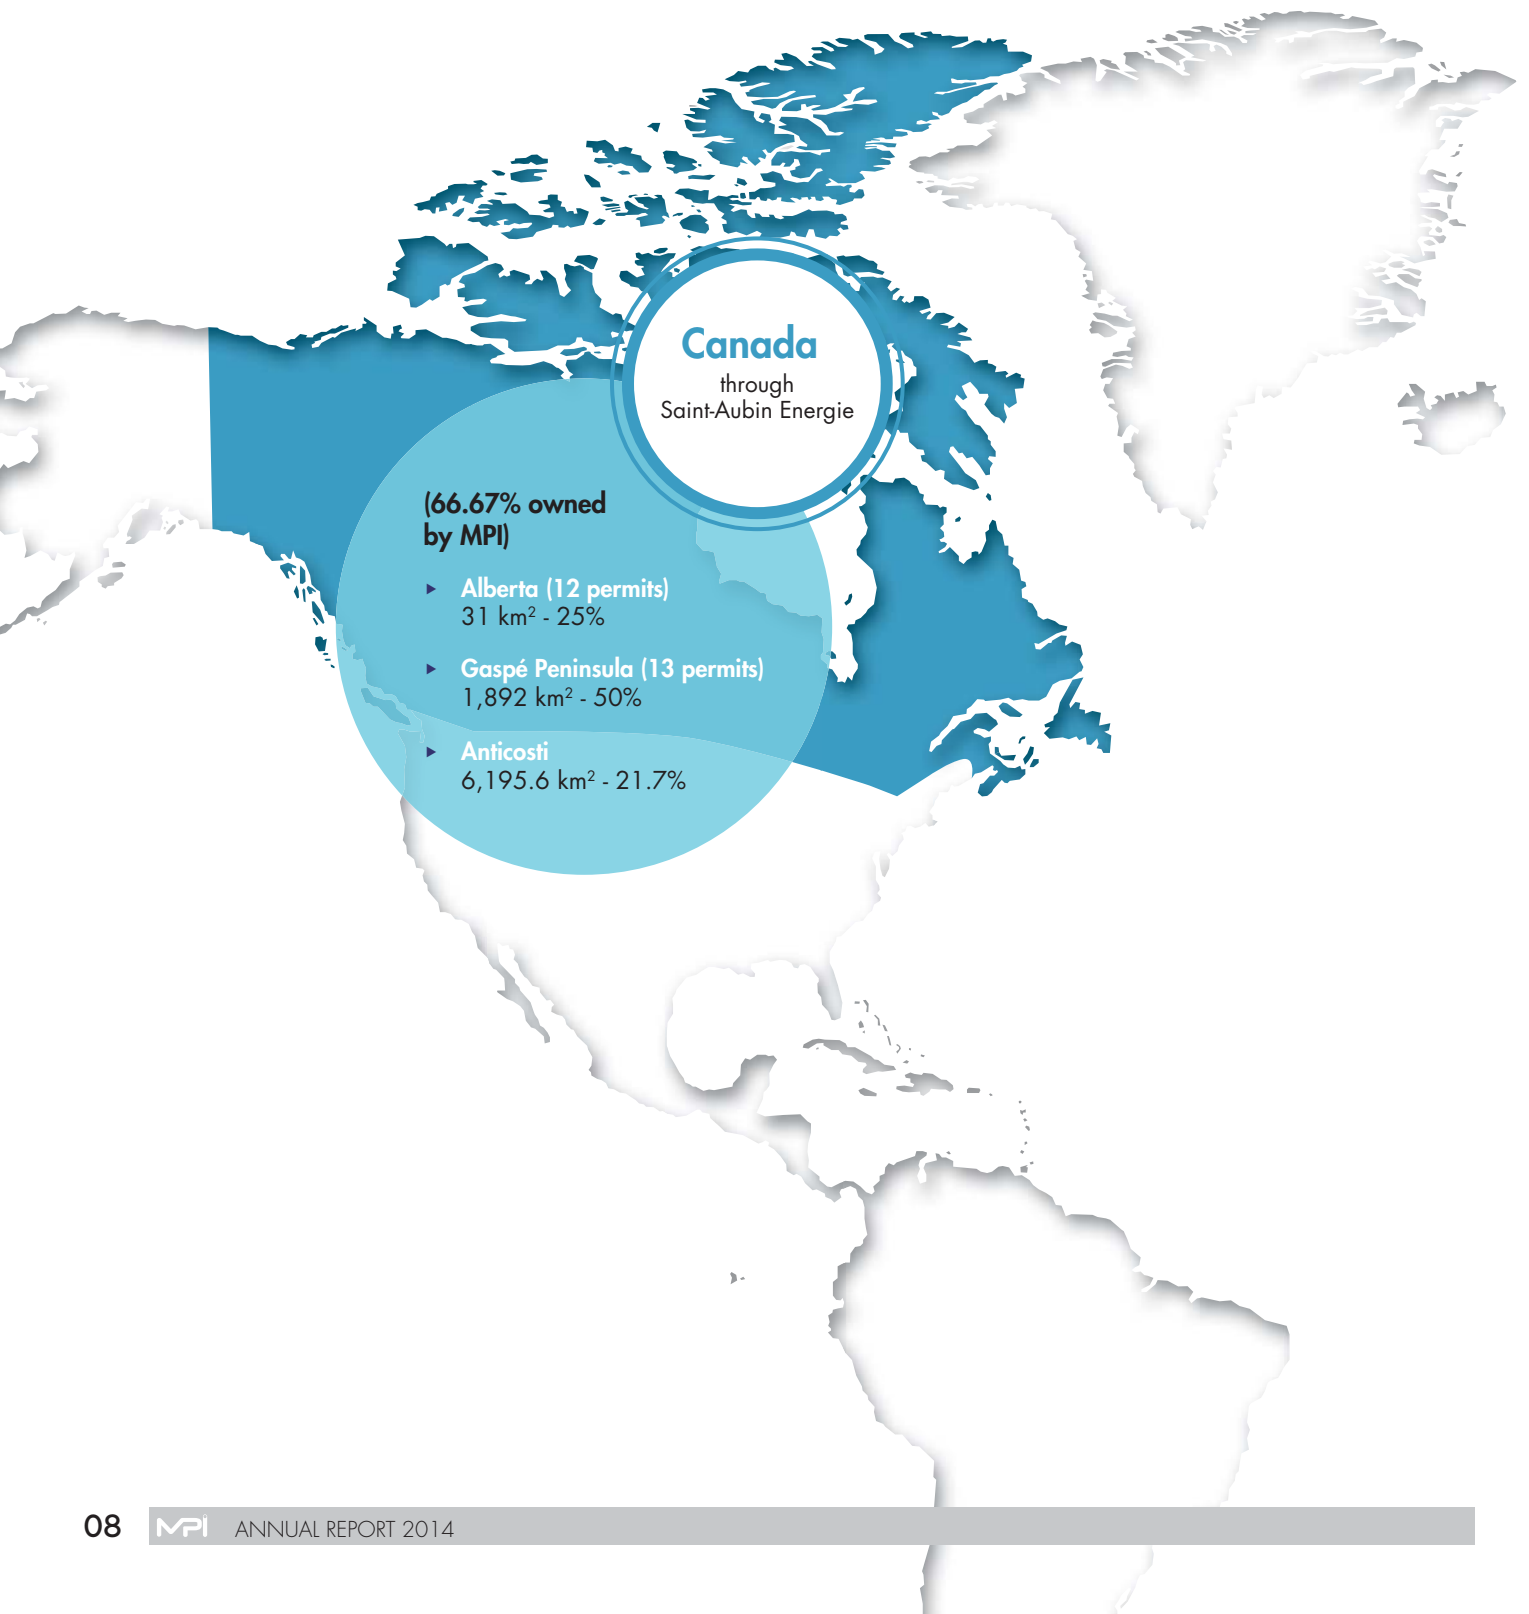 Canada
through
Saint-Aubin Energie
(66.67% owned
by MPI)
▸ Alberta (12 permits)
31 km² - 25%
▸ Gaspé Peninsula (13 permits)
1,892 km² - 50%
▸ Anticosti
6,195.6 km² - 21.7%
08 MPI ANNUAL REPORT 2014